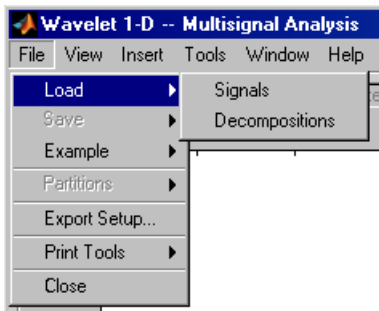 Wavelet 1-D -- Multisignal Analysis
File View Insert Tools Window Help
Load Signals
Save Decompositions
Example
Partitions
Export Setup...
Print Tools
Close